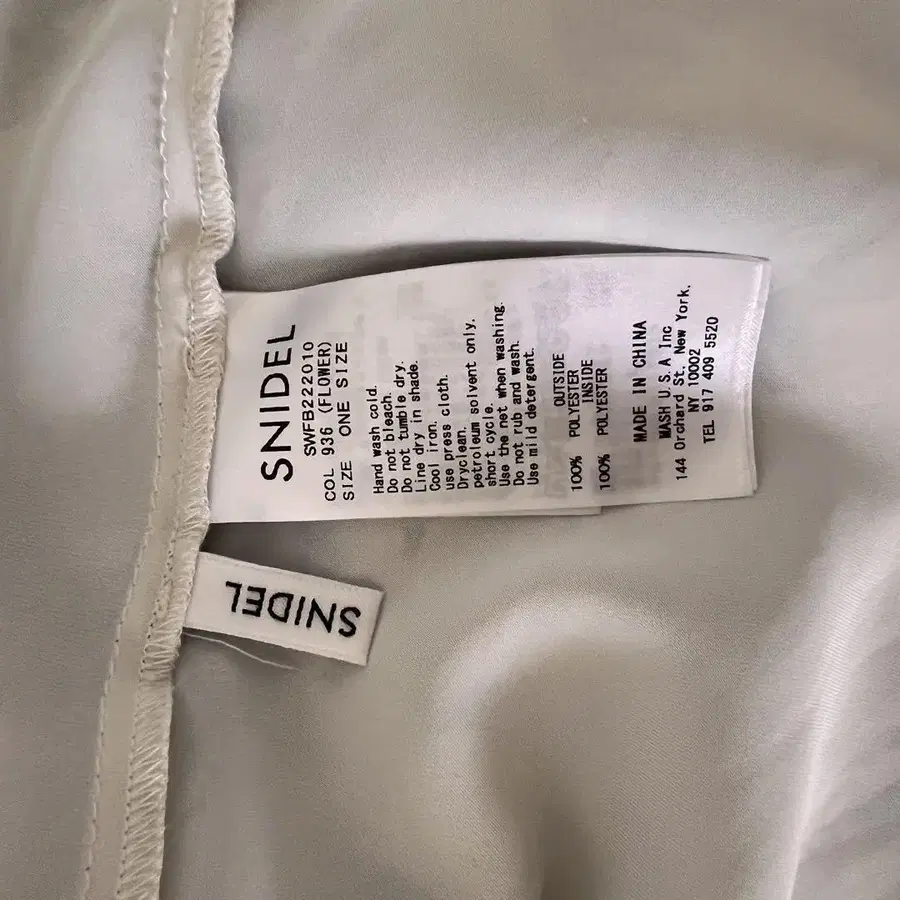 SNIDEL
SWFB222010
COL 936 (FLOWER)
SIZE ONE SIZE
Hand wash cold.
Do not bleach.
Do not tumble dry.
Line dry in shade.
Cool iron.
use press cloth.
Dryclean.
petroleum solvent only.
short cycle.
Use the net when washing.
Do not rub and wash.
Use mild detergent.
OUTSIDE
100% POLYESTER
INSIDE
100% POLYESTER
MADE IN CHINA
MASH U.S.A Inc
144 Orchard St. New York,
NY 10002
TEL 917 409 5520
SNIDEL